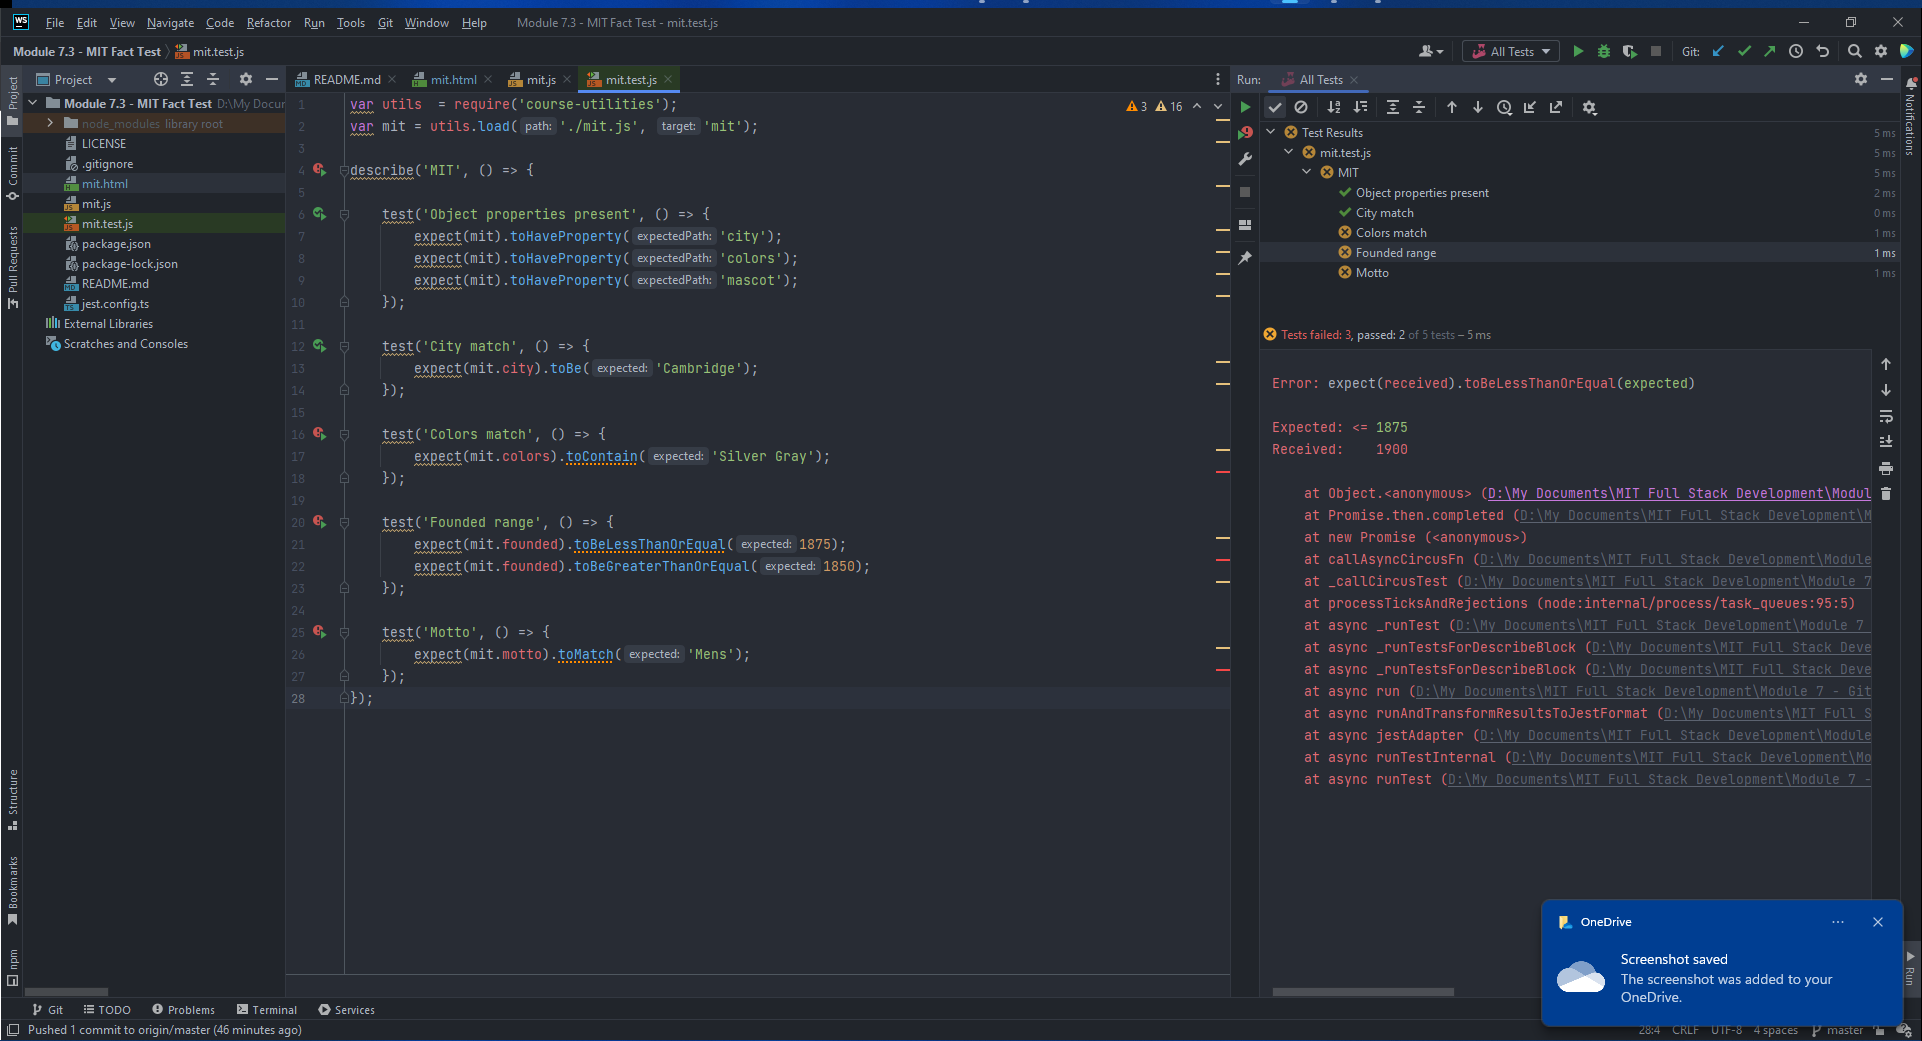 WS File Edit View Navigate Code Refactor Run Tools Git Window Help Module 7.3 - MIT Fact Test - mit.test.js
Module 7.3 - MIT Fact Test mit.test.js All Tests Git:
Project
Commit
Pull Requests
Structure
Bookmarks
npm
Project
Module 7.3 - MIT Fact Test D:\My Docur
node_modules library root
LICENSE
.gitignore
mit.html
mit.js
mit.test.js
package.json
package-lock.json
README.md
jest.config.ts
External Libraries
Scratches and Consoles
README.md mit.html mit.js mit.test.js
3 16
1 var utils  = require('course-utilities');
2 var mit = utils.load( path: './mit.js', target: 'mit');
3
4 describe('MIT', () => {
5
6 test('Object properties present', () => {
7 expect(mit).toHaveProperty( expectedPath: 'city');
8 expect(mit).toHaveProperty( expectedPath: 'colors');
9 expect(mit).toHaveProperty( expectedPath: 'mascot');
10 });
11
12 test('City match', () => {
13 expect(mit.city).toBe( expected: 'Cambridge');
14 });
15
16 test('Colors match', () => {
17 expect(mit.colors).toContain( expected: 'Silver Gray');
18 });
19
20 test('Founded range', () => {
21 expect(mit.founded).toBeLessThanOrEqual( expected: 1875);
22 expect(mit.founded).toBeGreaterThanOrEqual( expected: 1850);
23 });
24
25 test('Motto', () => {
26 expect(mit.motto).toMatch( expected: 'Mens');
27 });
28 });
Run: All Tests
Test Results 5 ms
mit.test.js 5 ms
MIT 5 ms
Object properties present 2 ms
City match 0 ms
Colors match 1 ms
Founded range 1 ms
Motto 1 ms
Tests failed: 3, passed: 2 of 5 tests – 5 ms
Error: expect(received).toBeLessThanOrEqual(expected)
Expected: <= 1875
Received:    1900
at Object.<anonymous> (D:\My Documents\MIT Full Stack Development\Modul
at Promise.then.completed (D:\My Documents\MIT Full Stack Development\M
at new Promise (<anonymous>)
at callAsyncCircusFn (D:\My Documents\MIT Full Stack Development\Module
at _callCircusTest (D:\My Documents\MIT Full Stack Development\Module 7
at processTicksAndRejections (node:internal/process/task_queues:95:5)
at async _runTest (D:\My Documents\MIT Full Stack Development\Module 7
at async _runTestsForDescribeBlock (D:\My Documents\MIT Full Stack Deve
at async _runTestsForDescribeBlock (D:\My Documents\MIT Full Stack Deve
at async run (D:\My Documents\MIT Full Stack Development\Module 7 - Git
at async runAndTransformResultsToJestFormat (D:\My Documents\MIT Full S
at async jestAdapter (D:\My Documents\MIT Full Stack Development\Module
at async runTestInternal (D:\My Documents\MIT Full Stack Development\Mo
at async runTest (D:\My Documents\MIT Full Stack Development\Module 7 -
Notifications
Run
OneDrive
Screenshot saved
The screenshot was added to your
OneDrive.
Git TODO Problems Terminal Services
Pushed 1 commit to origin/master (46 minutes ago) 28:4 CRLF UTF-8 4 spaces master